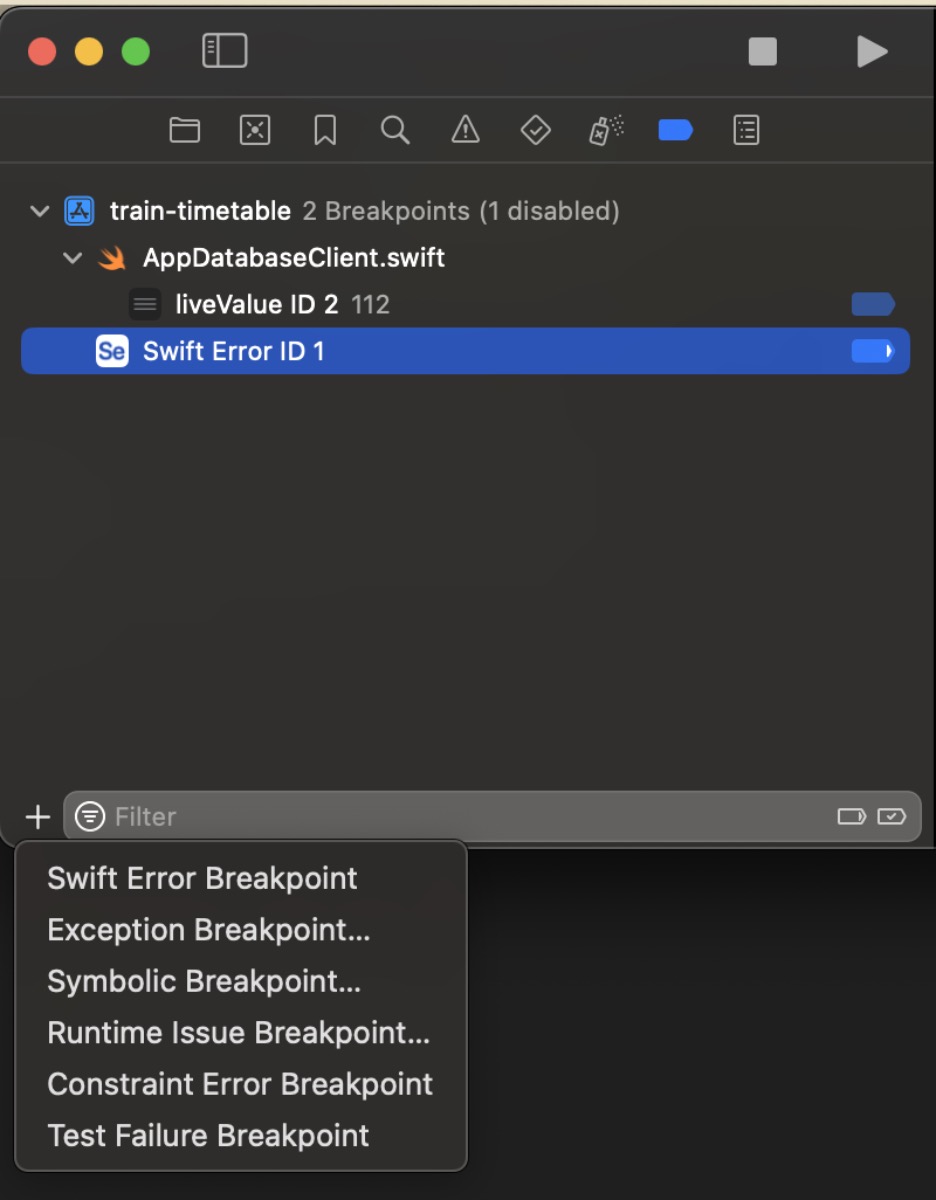 train-timetable 2 Breakpoints (1 disabled)
AppDatabaseClient.swift
liveValue ID 2 112
Se Swift Error ID 1
Filter
Swift Error Breakpoint
Exception Breakpoint...
Symbolic Breakpoint...
Runtime Issue Breakpoint...
Constraint Error Breakpoint
Test Failure Breakpoint